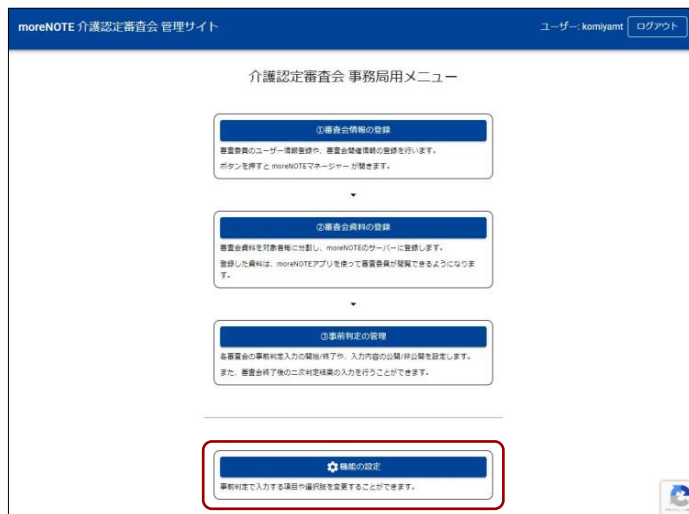 moreNOTE 介護認定審査会 管理サイト
ユーザー: komiyamt ログアウト
介護認定審査会 事務局用メニュー
①審査会情報の登録
審査委員のユーザー情報登録や、審査会開催情報の登録を行います。
ボタンを押すと moreNOTEマネージャー が開きます。
②審査会資料の登録
審査会資料を対象者毎に分割し、moreNOTEのサーバーに登録します。
登録した資料は、moreNOTEアプリを使って審査委員が閲覧できるようになりま
す。
③事前判定の管理
各審査会の事前判定入力の開始/終了や、入力内容の公開/非公開を設定します。
また、審査会終了後の二次判定結果の入力を行うことができます。
機能の設定
事前判定で入力する項目や選択肢を変更することができます。